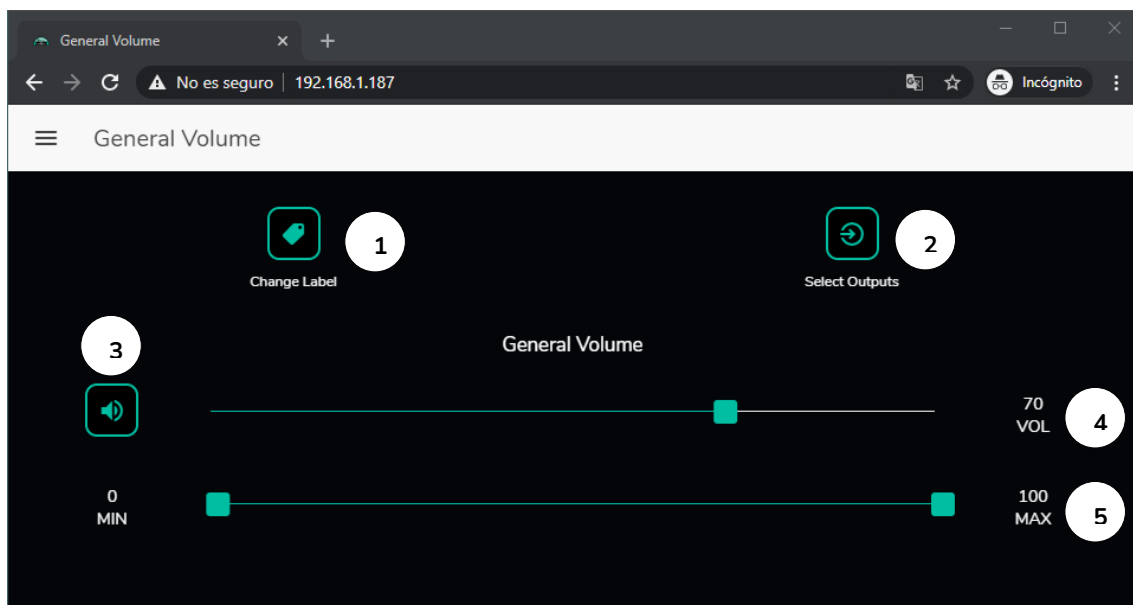 General Volume
No es seguro 192.168.1.187 Incógnito
General Volume
1
2
Change Label Select Outputs
3
General Volume
70
VOL
4
0
MIN
100
MAX
5